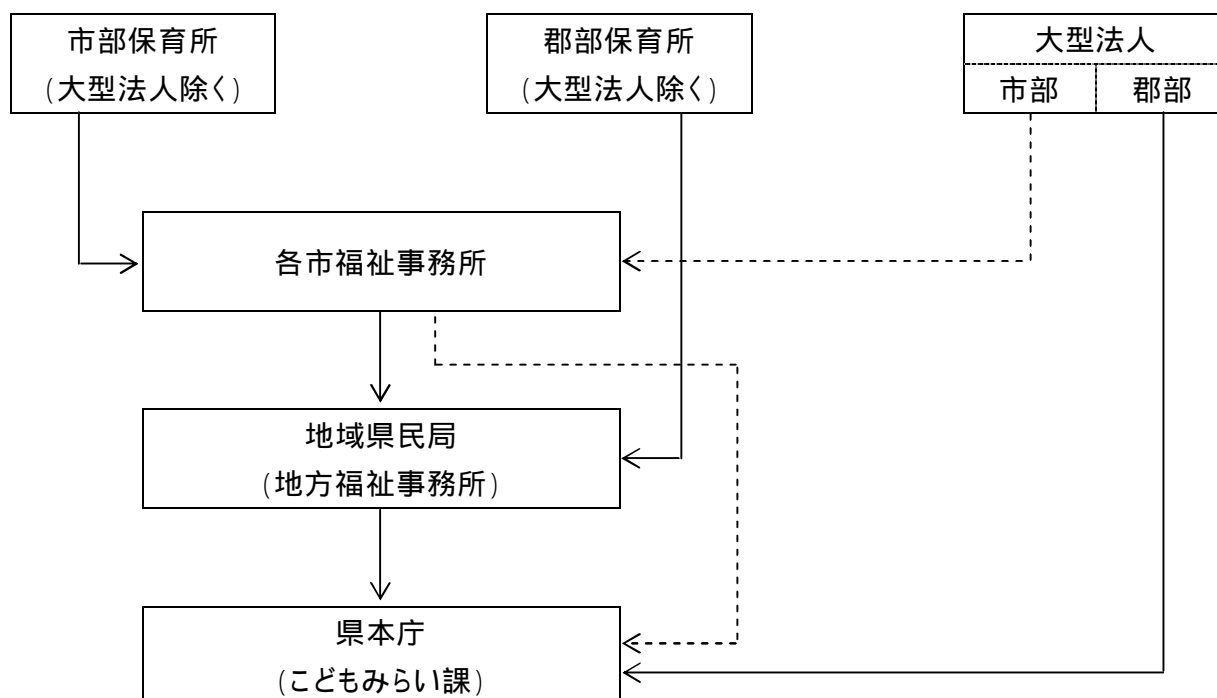 市部保育所
(大型法人除く)
郡部保育所
(大型法人除く)
大型法人
市部
郡部
各市福祉事務所
地域県民局
(地方福祉事務所)
県本庁
(こどもみらい課)